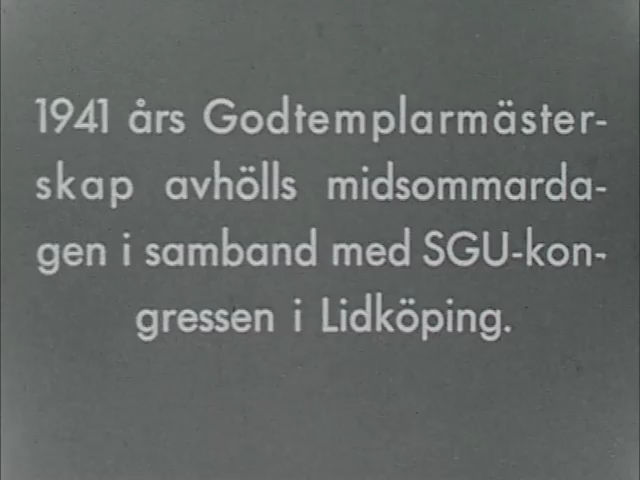 1941 års Godtemplarmäster-
skap avhölls midsommarda-
gen i samband med SGU-kon-
gressen i Lidköping.